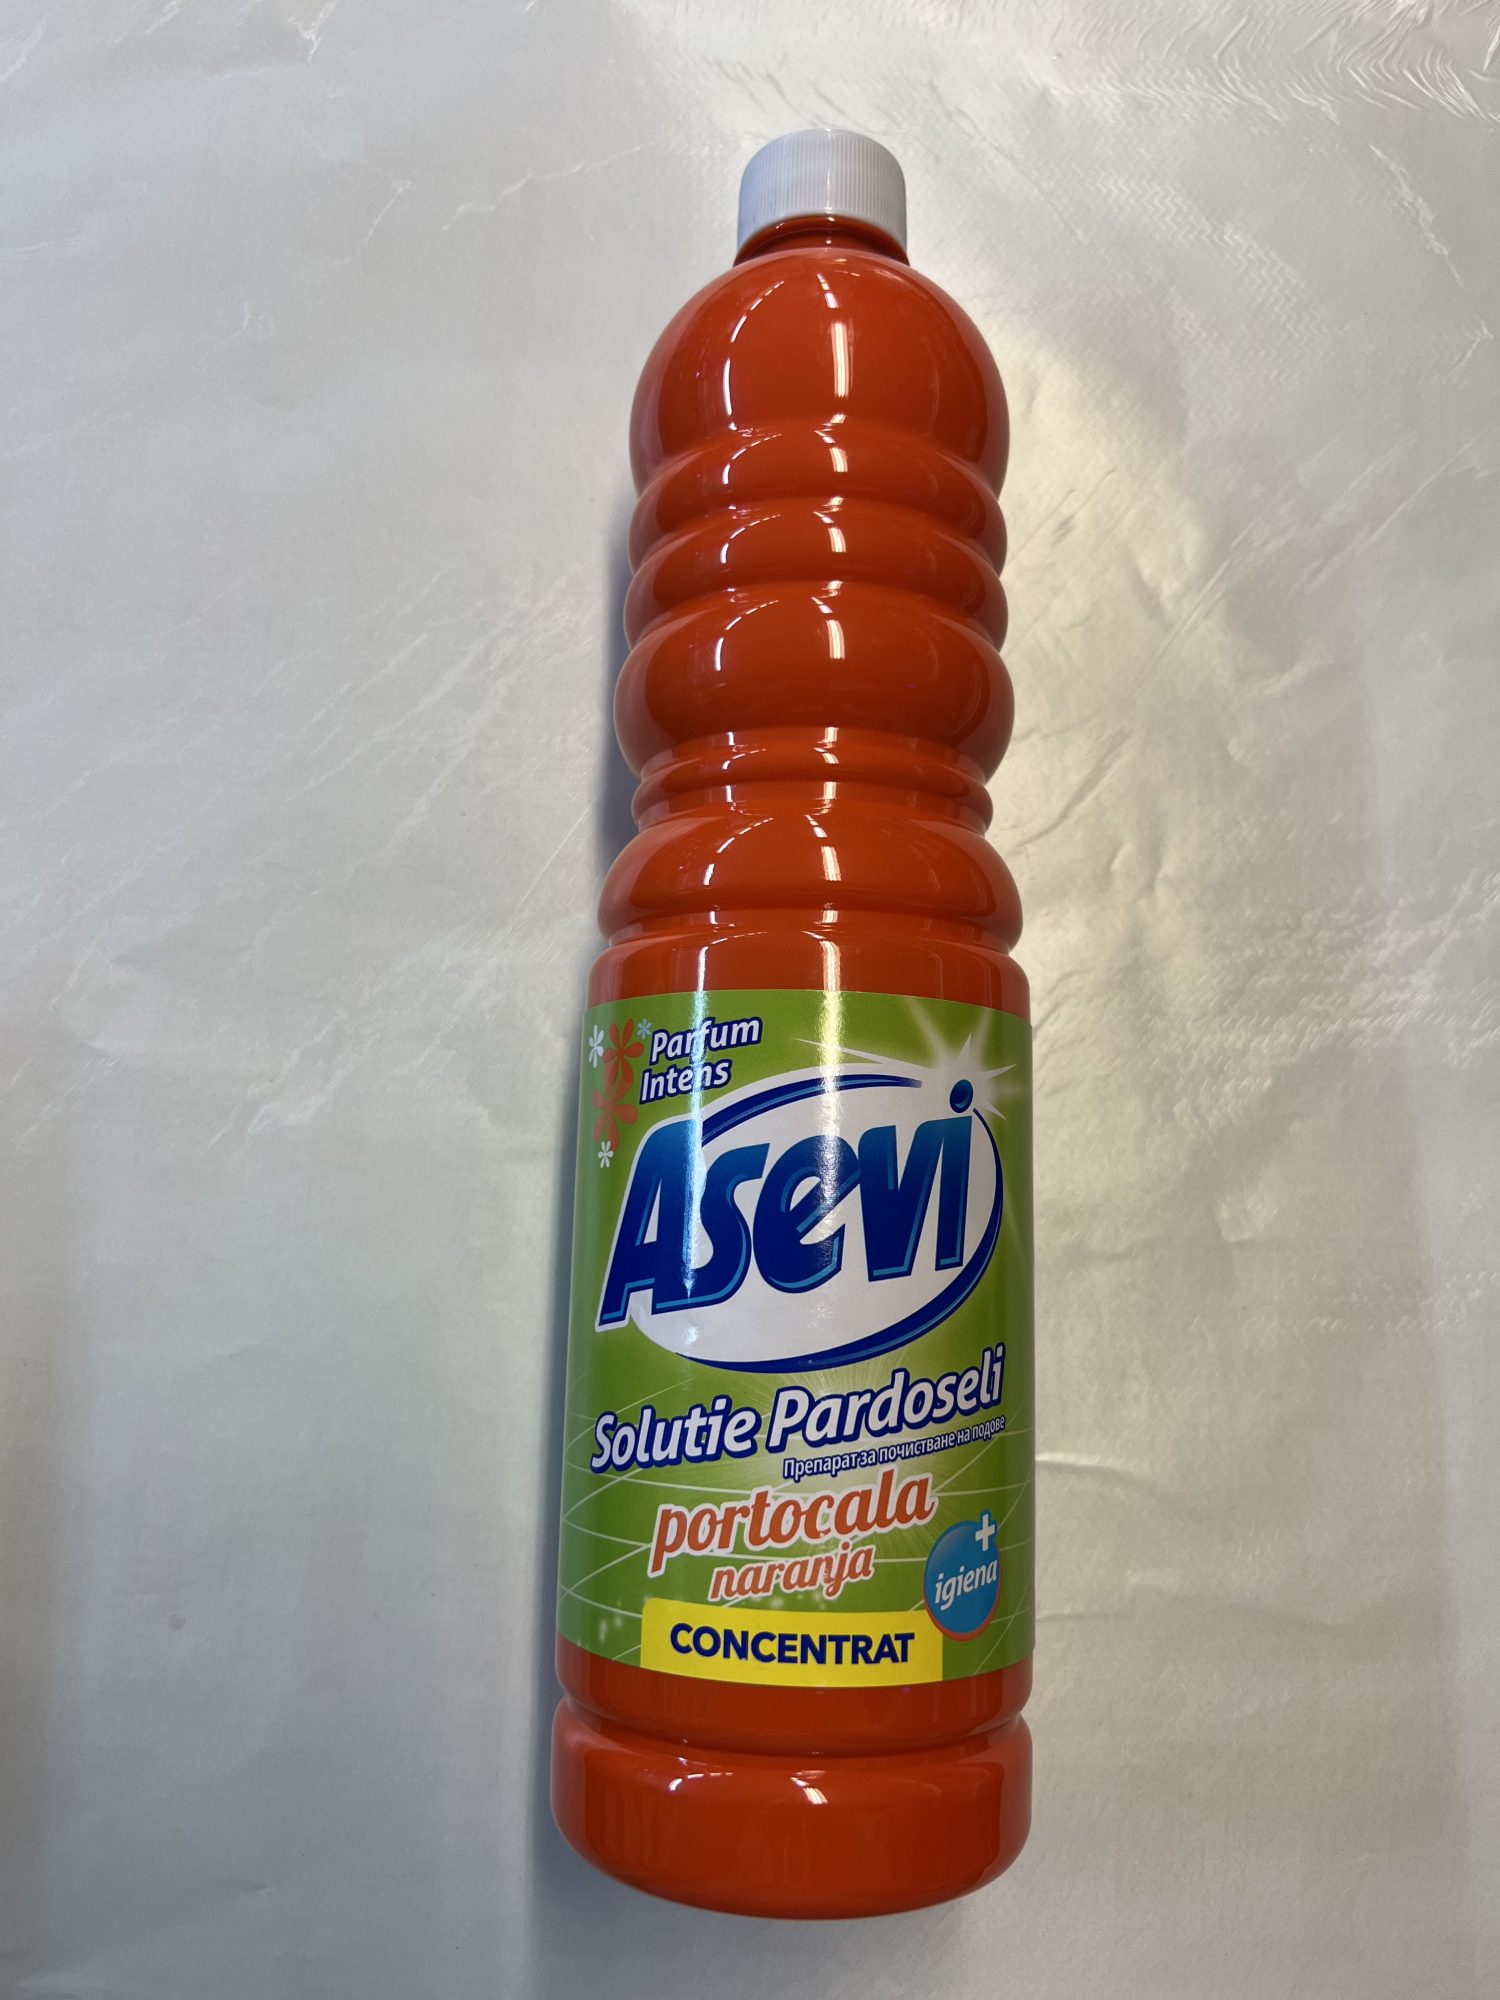 Parfum
Intens
Asevi
Solutie Pardoseli
Препарат за почистване на подове
portocala
naranja
+
igiena
CONCENTRAT